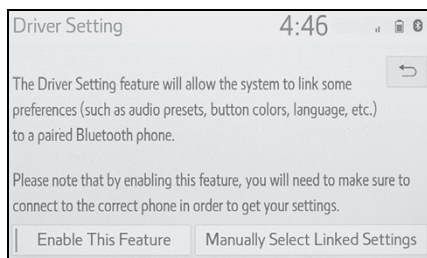 Driver Setting 4:46
The Driver Setting feature will allow the system to link some
preferences (such as audio presets, button colors, language, etc.)
to a paired Bluetooth phone.
Please note that by enabling this feature, you will need to make sure to
connect to the correct phone in order to get your settings.
Enable This Feature Manually Select Linked Settings